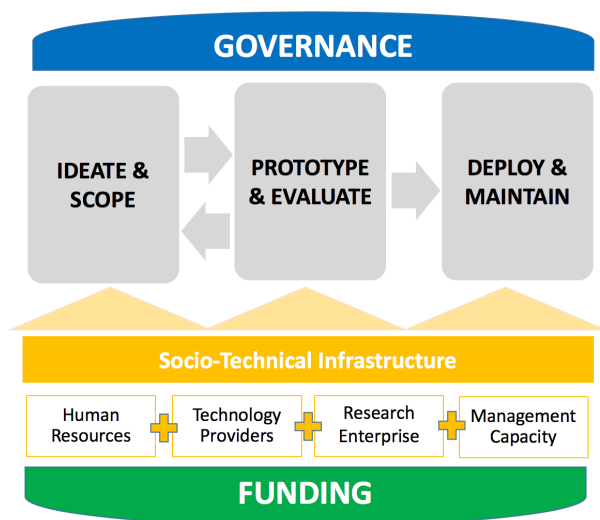 GOVERNANCE
IDEATE &
SCOPE
PROTOTYPE
& EVALUATE
DEPLOY &
MAINTAIN
Socio-Technical Infrastructure
Human
Resources
Technology
Providers
Research
Enterprise
Management
Capacity
FUNDING